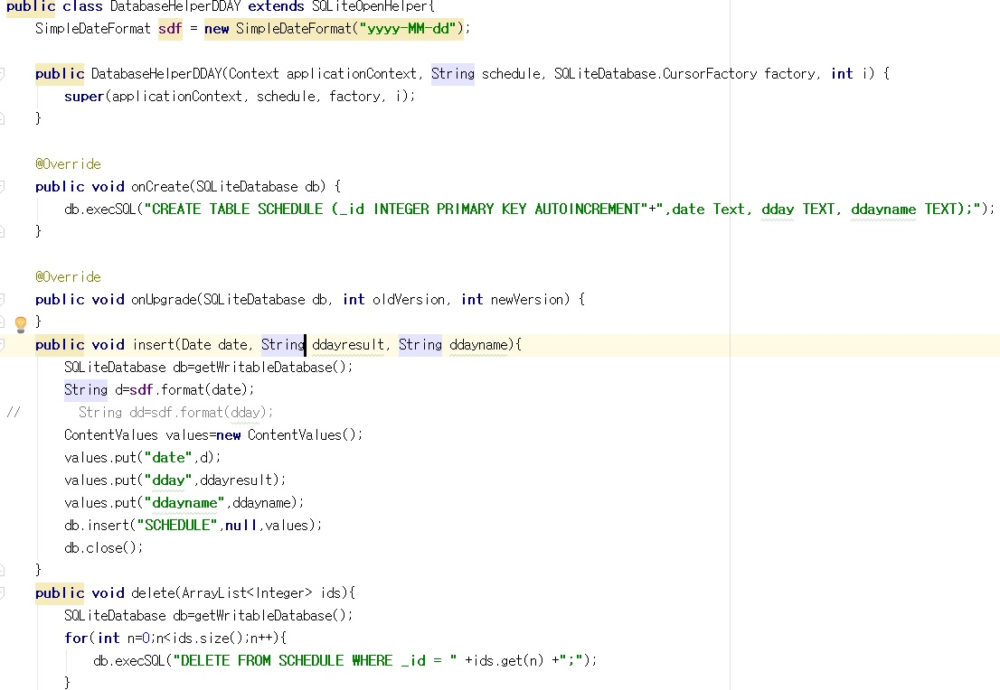 public class DatabaseHelperDDAY extends SQLiteOpenHelper{
SimpleDateFormat sdf = new SimpleDateFormat("yyyy-MM-dd");
public DatabaseHelperDDAY(Context applicationContext, String schedule, SQLiteDatabase.CursorFactory factory, int i) {
super(applicationContext, schedule, factory, i);
}
@Override
public void onCreate(SQLiteDatabase db) {
db.execSQL("CREATE TABLE SCHEDULE (_id INTEGER PRIMARY KEY AUTOINCREMENT"+",date Text, dday TEXT, ddayname TEXT);");
}
@Override
public void onUpgrade(SQLiteDatabase db, int oldVersion, int newVersion) {
}
public void insert(Date date, String ddayresult, String ddayname){
SQLiteDatabase db=getWritableDatabase();
String d=sdf.format(date);
// String dd=sdf.format(dday);
ContentValues values=new ContentValues();
values.put("date",d);
values.put("dday",ddayresult);
values.put("ddayname",ddayname);
db.insert("SCHEDULE",null,values);
db.close();
}
public void delete(ArrayList<Integer> ids){
SQLiteDatabase db=getWritableDatabase();
for(int n=0;n<ids.size();n++){
db.execSQL("DELETE FROM SCHEDULE WHERE _id = " +ids.get(n) +";");
}